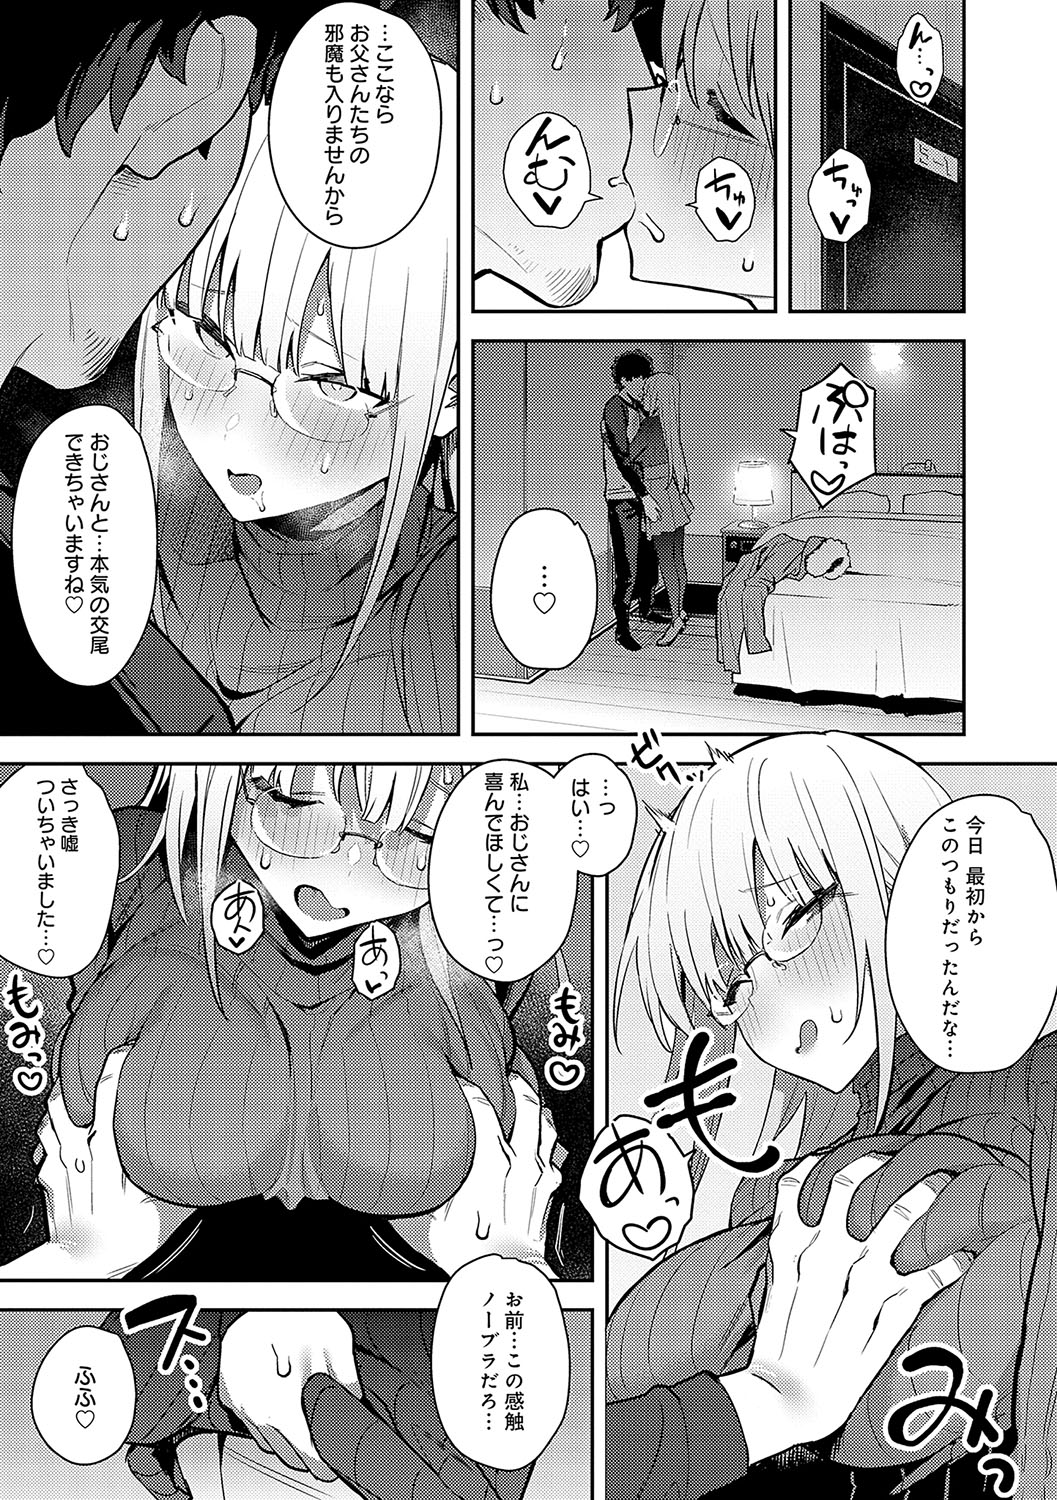 ん…っ♡
5-1
ちゅっ♡
ちゅ♥
んむ♥
ぷはっ♡
…♡
…ここなら
お父さんたちの
邪魔も入りませんから
おじさんと…本気の交尾
できちゃいますね♡
今日 最初から
このつもりだったんだな…
ビクッ
…っ
はい…♡
も
みっ
あっ♡
私…おじさんに
喜んでほしくて…っ♡
さっき嘘
ついちゃいました…♡
あん♥
あっ♥
もみっ♡
もみっ♡
お前…この感触
ノーブラだろ…
ス…
ふふ♡